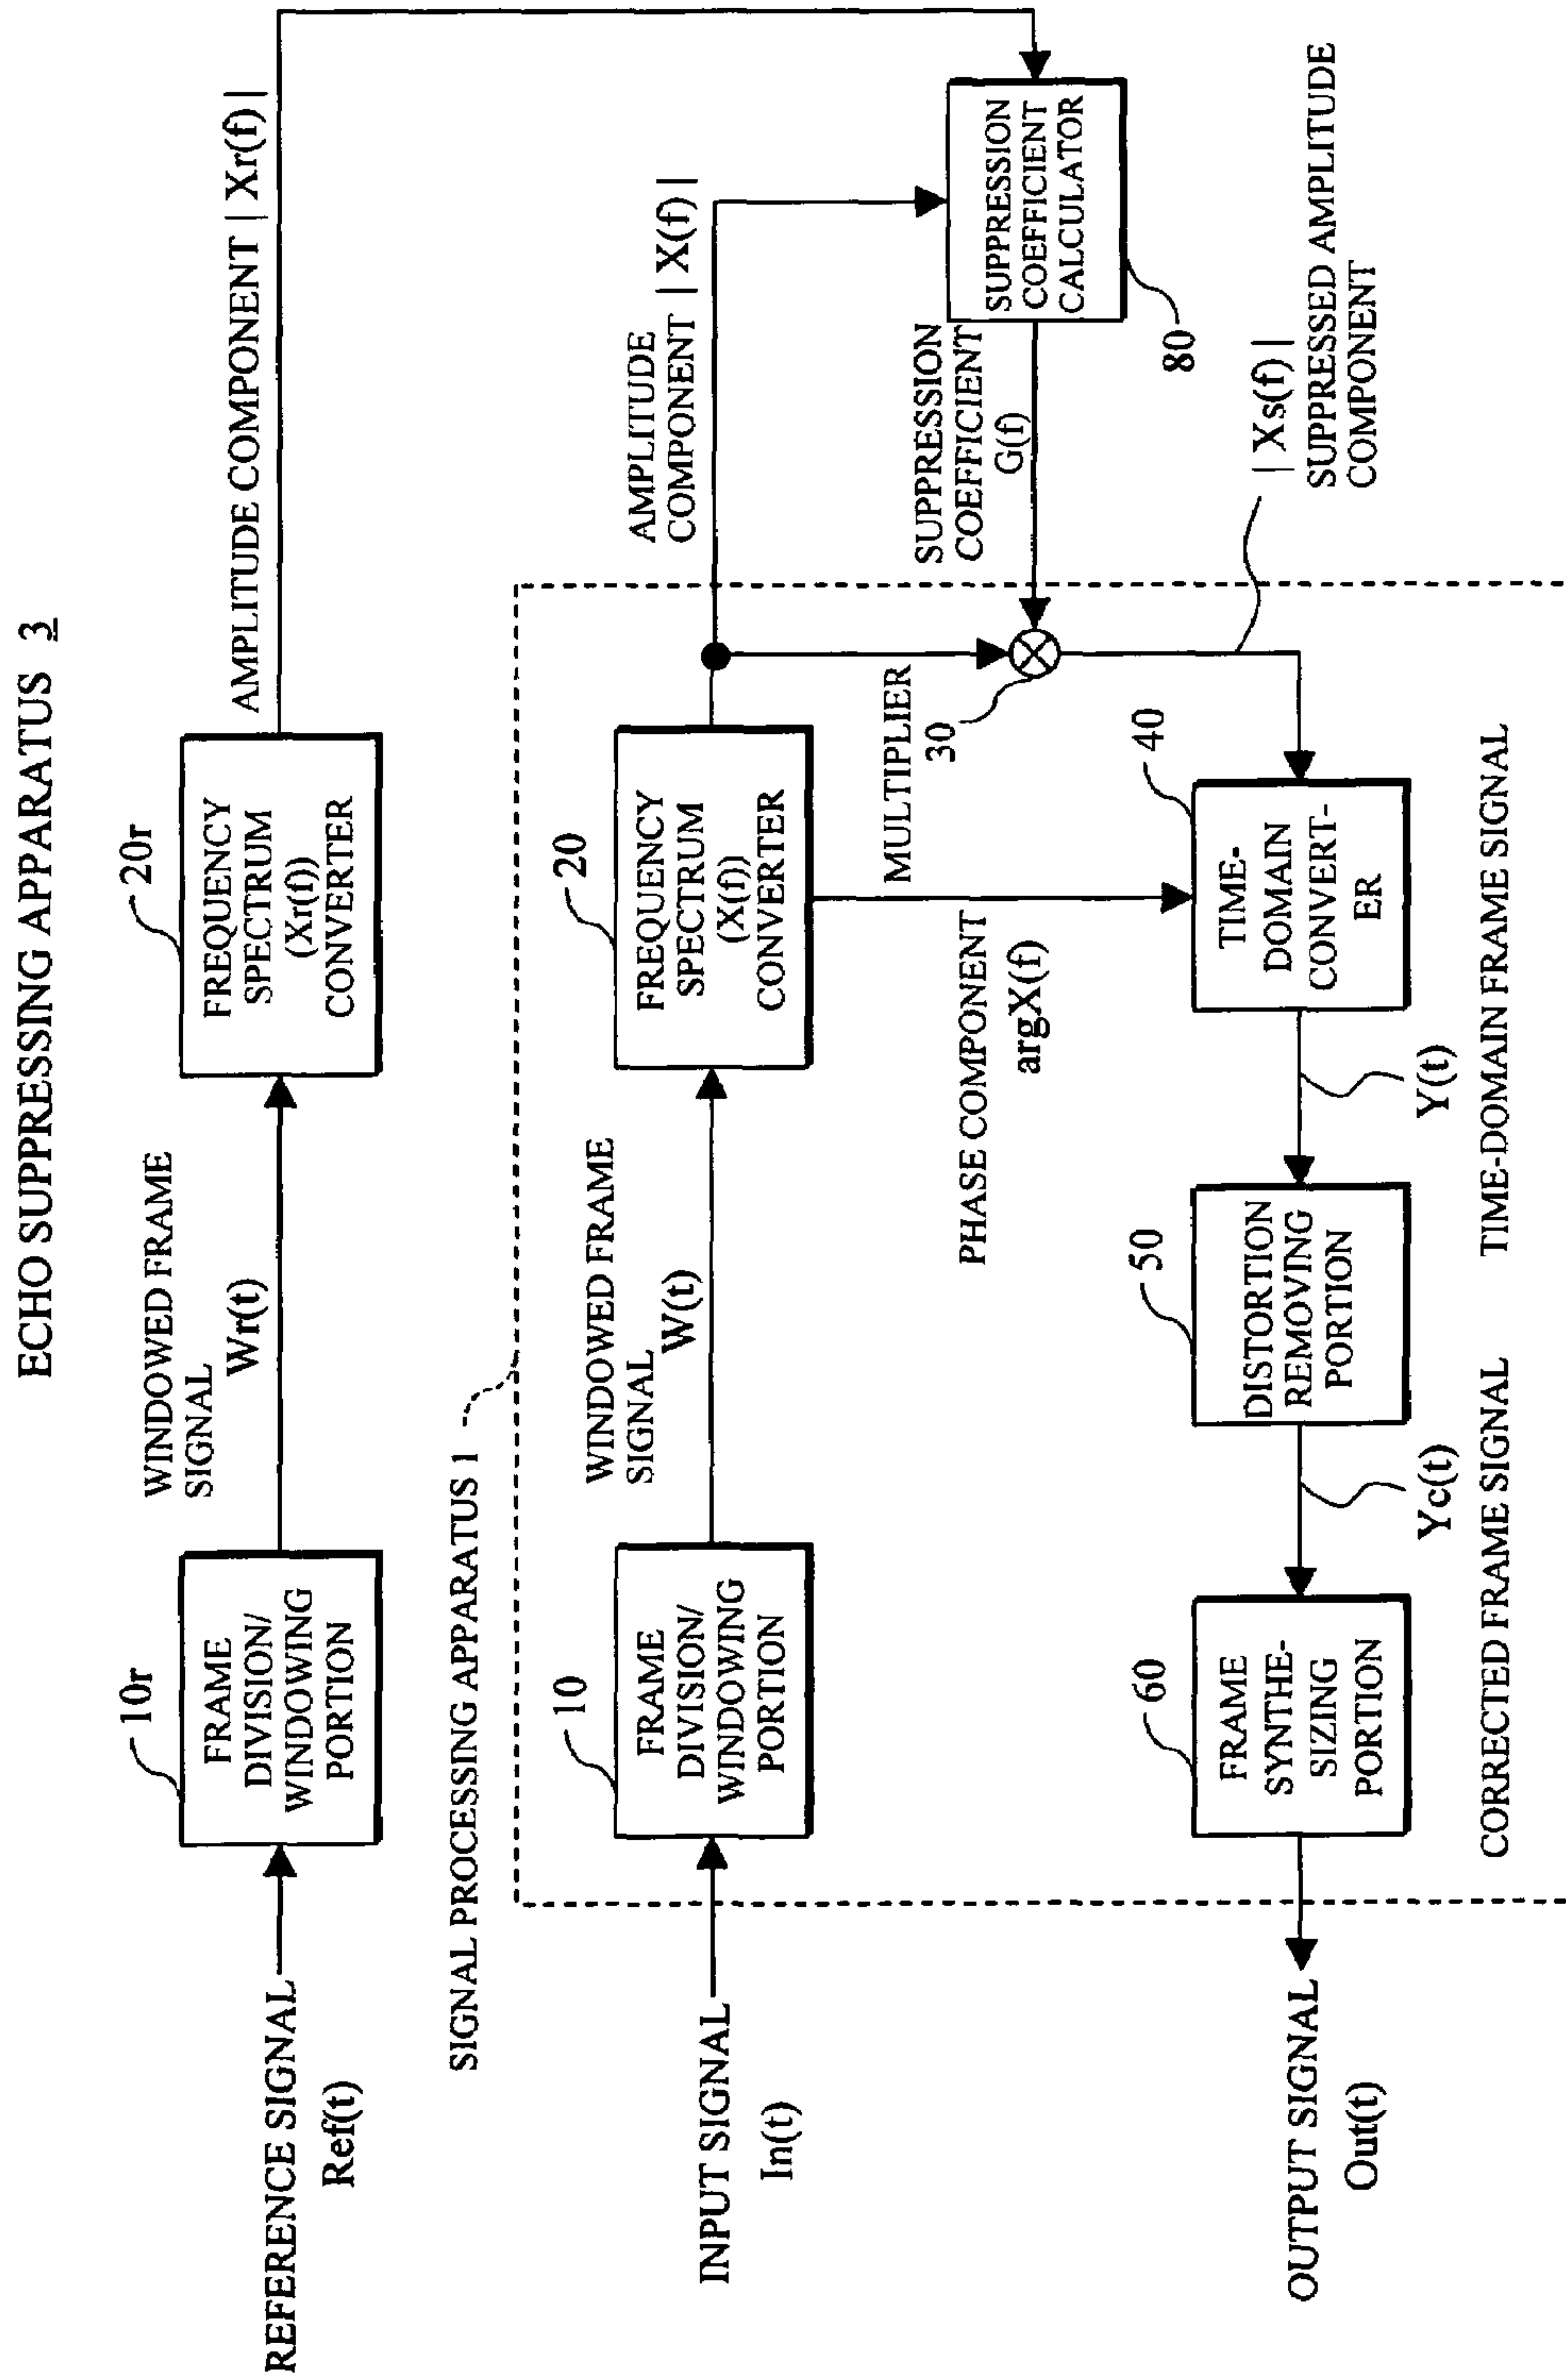 ECHO SUPPRESSING APPARATUS 3
REFERENCE SIGNAL
Ref(t)
10r
FRAME
DIVISION/
WINDOWING
PORTION
WINDOWED FRAME
SIGNAL
Wr(t)
20r
FREQUENCY
SPECTRUM
(Xr(f))
CONVERTER
AMPLITUDE COMPONENT | Xr(f) |
SIGNAL PROCESSING APPARATUS 1
INPUT SIGNAL
In(t)
10
FRAME
DIVISION/
WINDOWING
PORTION
WINDOWED FRAME
SIGNAL
W(t)
20
FREQUENCY
SPECTRUM
(X(f))
CONVERTER
AMPLITUDE
COMPONENT | X(f) |
MULTIPLIER
30
SUPPRESSION
COEFFICIENT
G(f)
SUPPRESSION
COEFFICIENT
CALCULATOR
80
PHASE COMPONENT
argX(f)
| Xs(f) |
SUPPRESSED AMPLITUDE
COMPONENT
OUTPUT SIGNAL
Out(t)
60
FRAME
SYNTHE-
SIZING
PORTION
50
DISTORTION
REMOVING
PORTION
40
TIME-
DOMAIN
CONVERT-
ER
Yc(t)
CORRECTED FRAME SIGNAL
Y(t)
TIME-DOMAIN FRAME SIGNAL